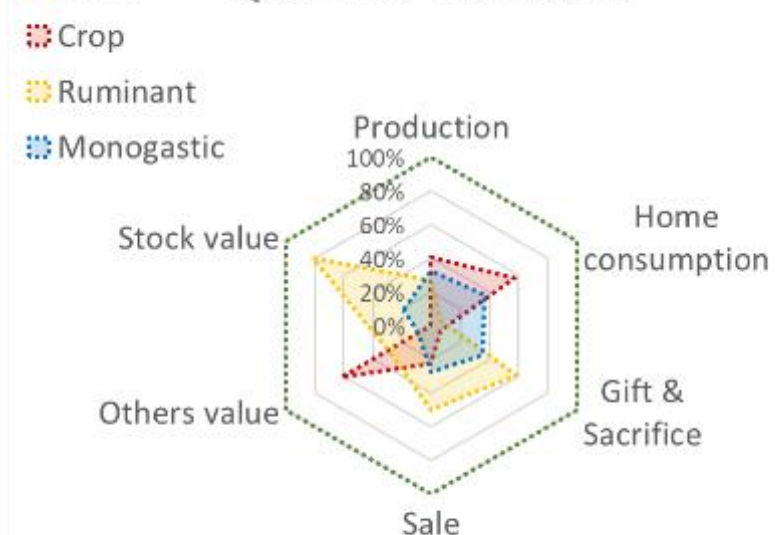 Crop
Ruminant
Monogastic
Production
100%
80%
60%
40%
20%
0%
Home
consumption
Gift &
Sacrifice
Sale
Others value
Stock value